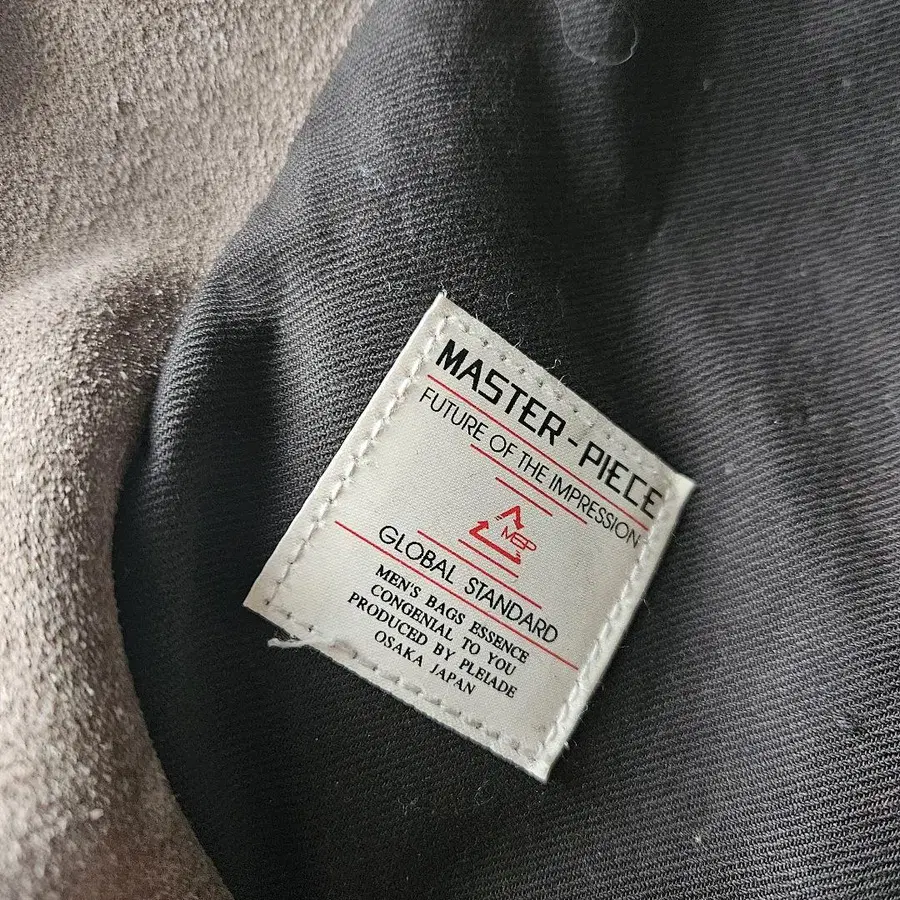 MASTER-PIECE
FUTURE OF THE IMPRESSION
MSP
GLOBAL STANDARD
MEN'S BAGS ESSENCE
CONGENIAL TO YOU
PRODUCED BY PLEIADE
OSAKA JAPAN